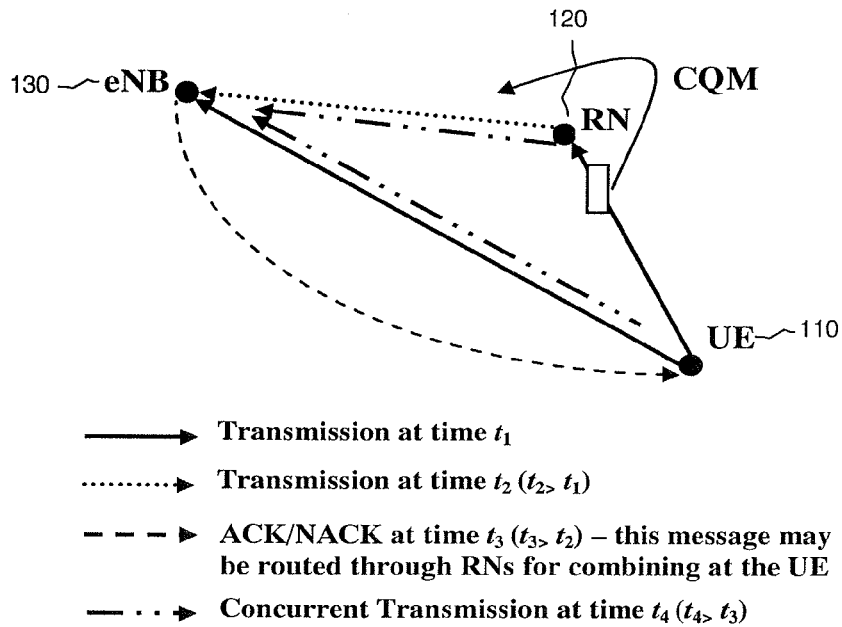 120
CQM
130 eNB
RN
UE 110
Transmission at time t1
Transmission at time t2 (t2> t1)
ACK/NACK at time t3 (t3> t2) – this message may
be routed through RNs for combining at the UE
Concurrent Transmission at time t4 (t4> t3)